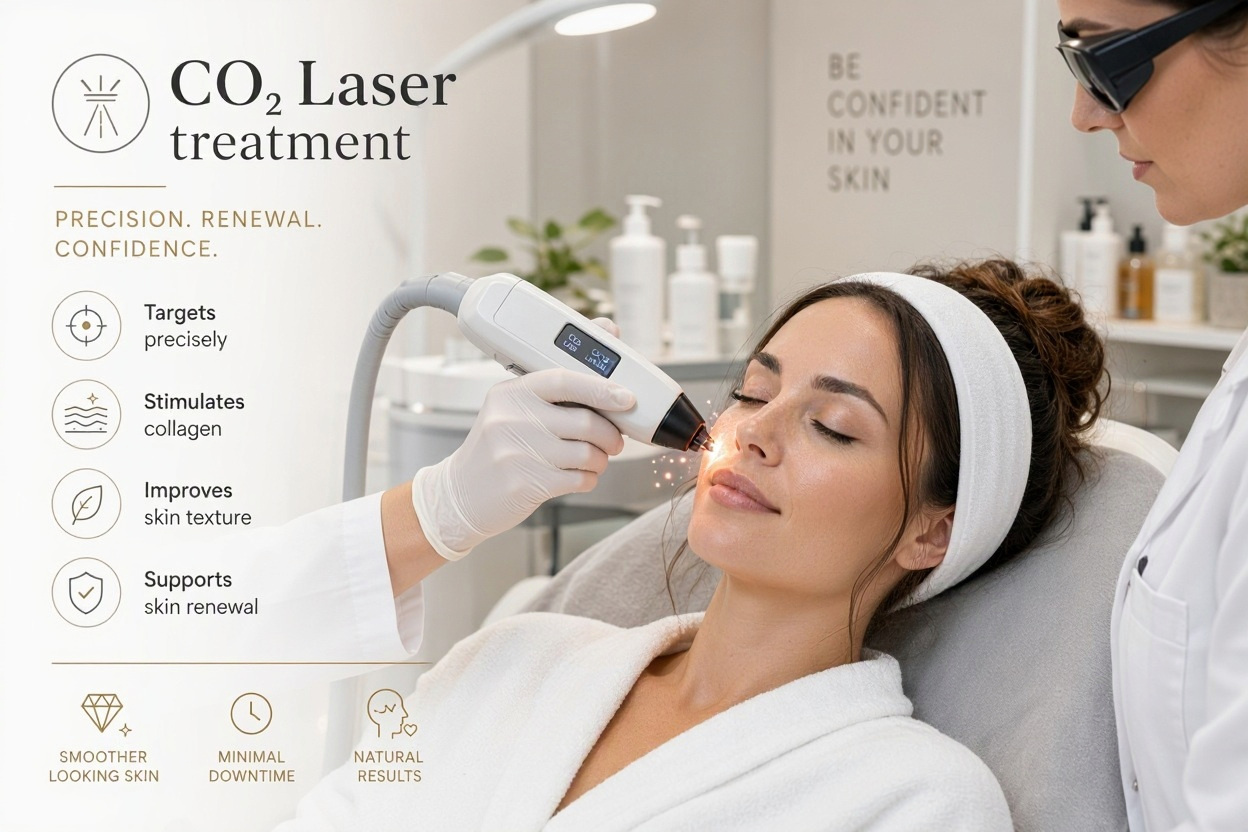 CO₂ Laser
treatment
PRECISION. RENEWAL.
CONFIDENCE.
Targets
precisely
Stimulates
collagen
Improves
skin texture
Supports
skin renewal
SMOOTHER
LOOKING SKIN
MINIMAL
DOWNTIME
NATURAL
RESULTS
BE
CONFIDENT
IN YOUR
SKIN